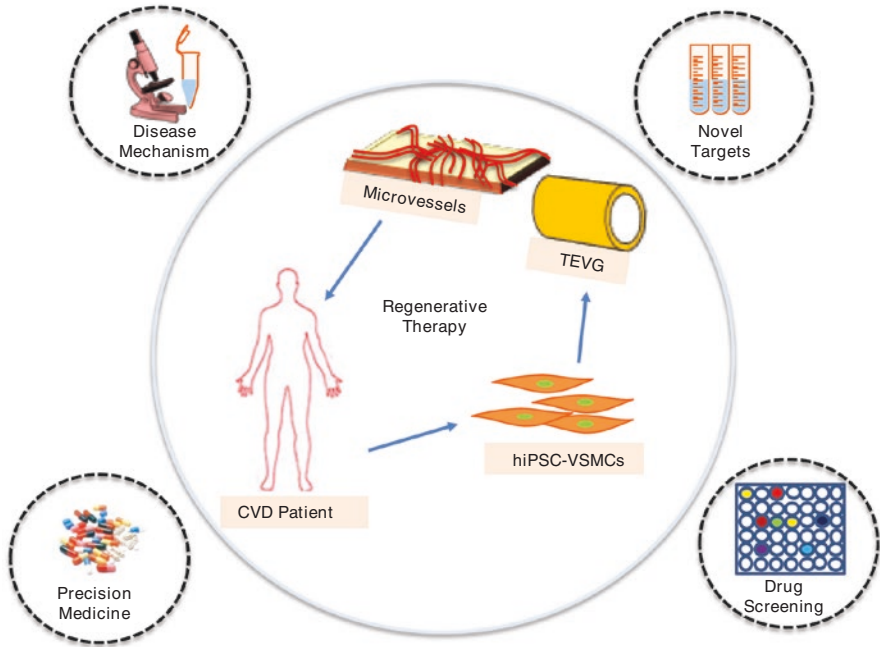 Disease
Mechanism
Novel
Targets
Microvessels
TEVG
Regenerative
Therapy
hiPSC-VSMCs
CVD Patient
Precision
Medicine
Drug
Screening